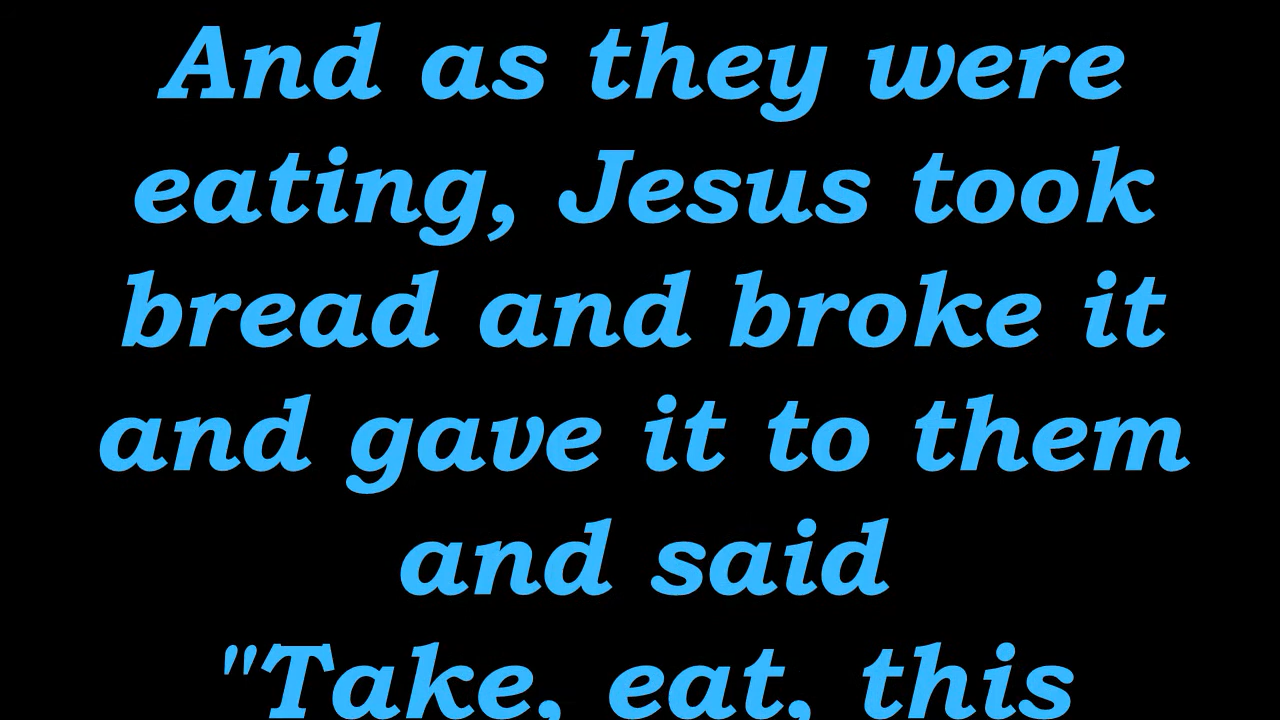 And as they were
eating, Jesus took
bread and broke it
and gave it to them
and said
"Take, eat, this